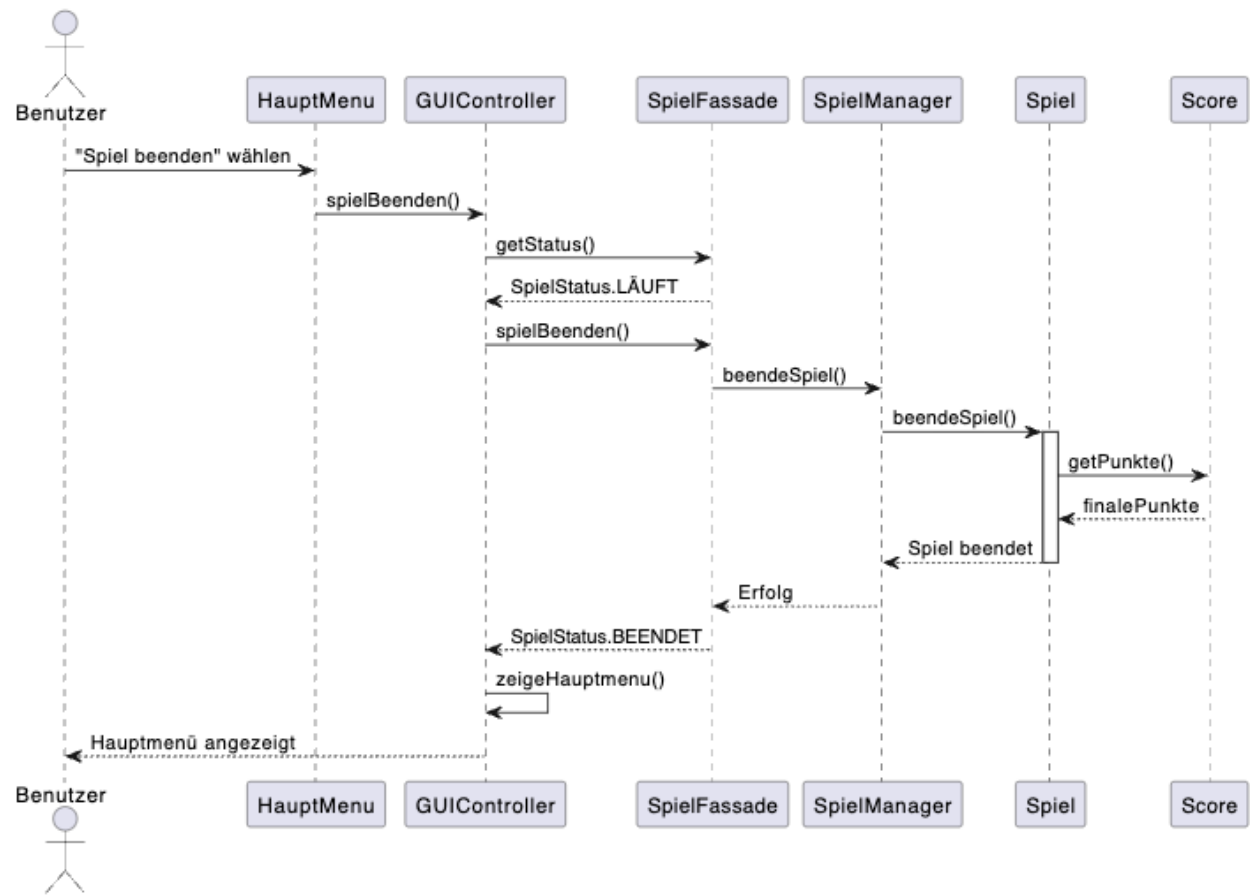 Benutzer
HauptMenu
GUIController
SpielFassade
SpielManager
Spiel
Score
"Spiel beenden" wählen
spielBeenden()
getStatus()
SpielStatus.LÄUFT
spielBeenden()
beendeSpiel()
beendeSpiel()
getPunkte()
finalePunkte
Spiel beendet
Erfolg
SpielStatus.BEENDET
zeigeHauptmenu()
Hauptmenü angezeigt
Benutzer
HauptMenu
GUIController
SpielFassade
SpielManager
Spiel
Score